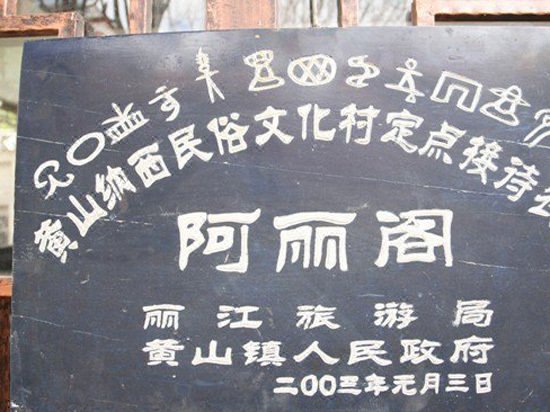 黄山纳西民俗文化村定点接待
阿丽阁
丽江旅游局
黄山镇人民政府
二00三年元月三日